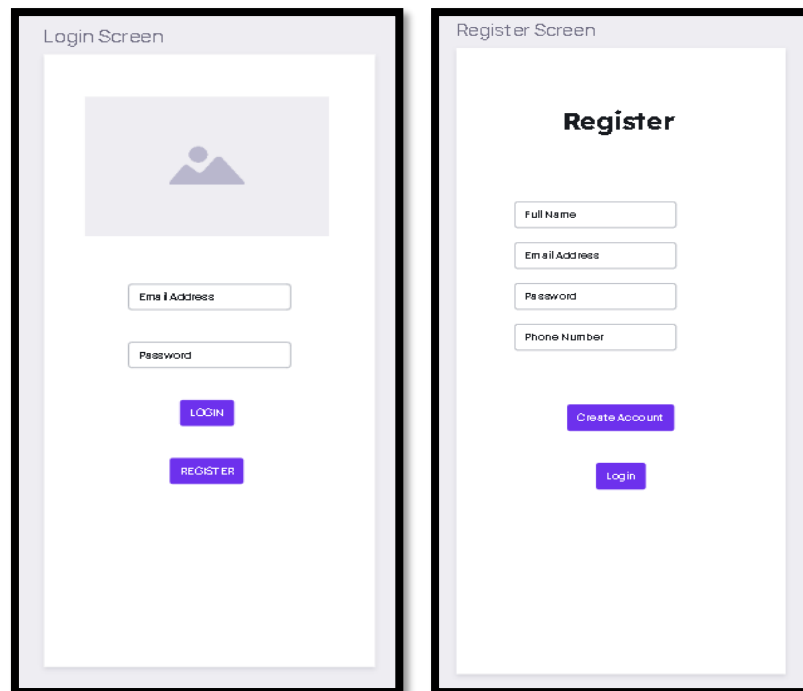 Login Screen
Email Address
Password
LOGIN
REGISTER
Register Screen
Register
Full Name
Email Address
Password
Phone Number
Create Account
Login